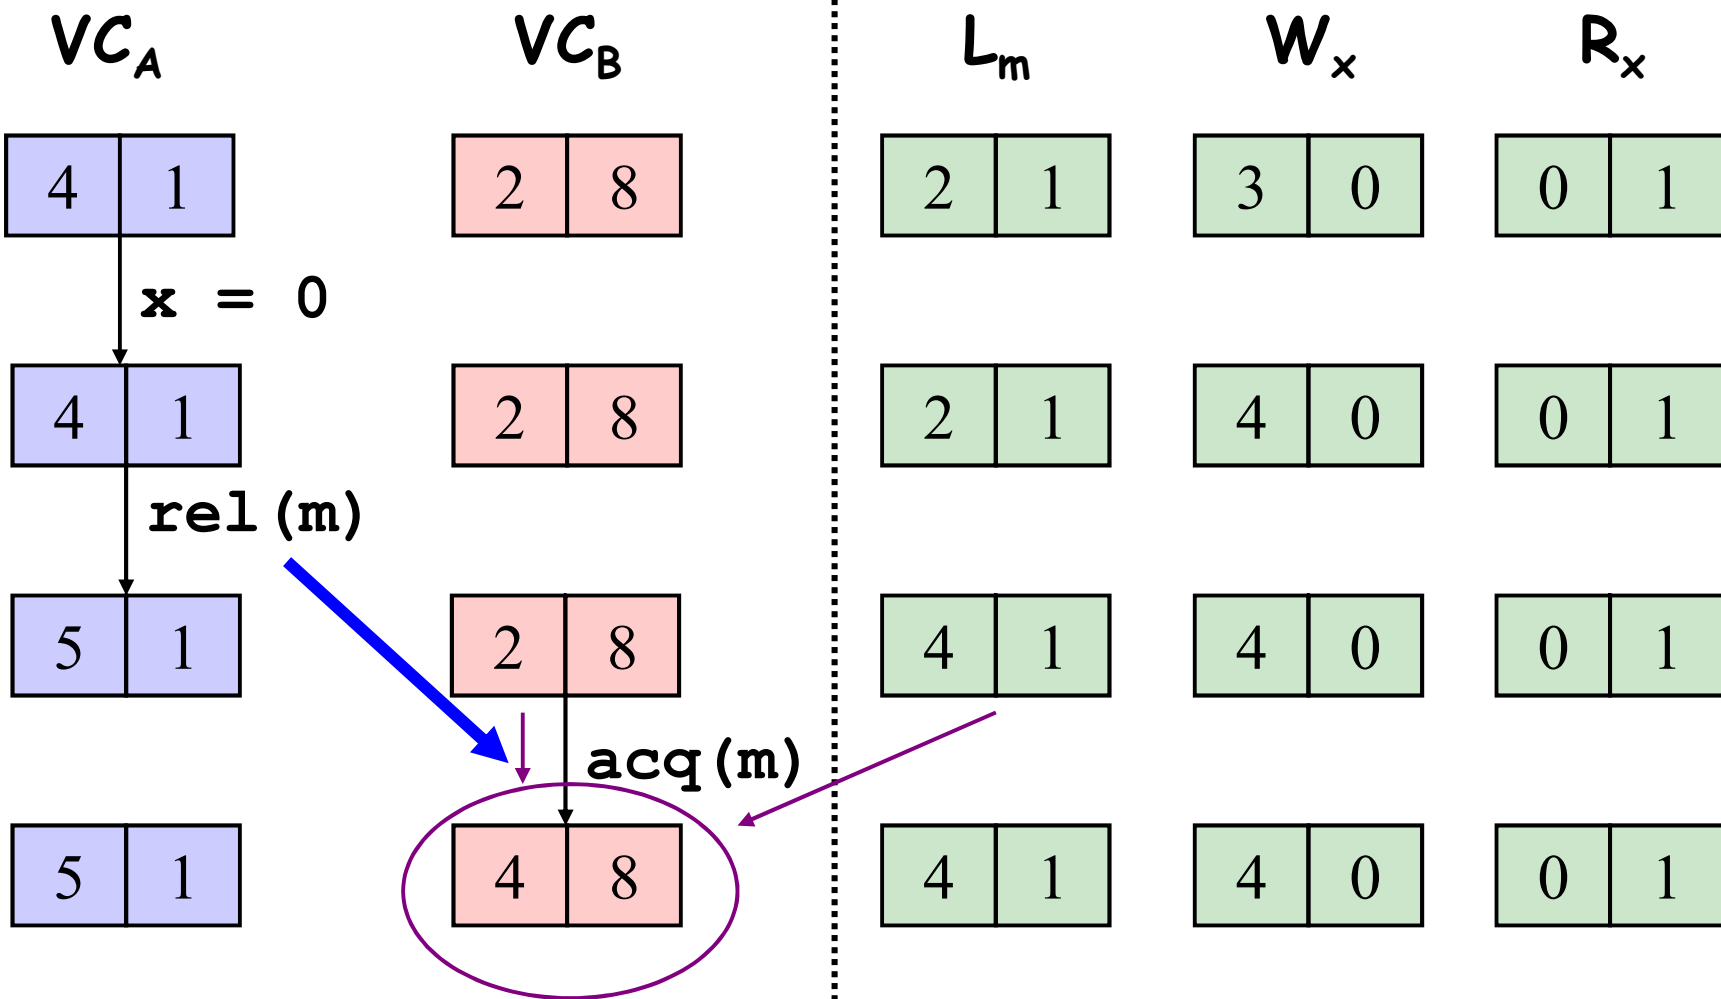 VCA VCB Lm Wx Rx
4 1 2 8 2 1 3 0 0 1
x = 0
4 1 2 8 2 1 4 0 0 1
rel(m)
5 1 2 8 4 1 4 0 0 1
acq(m)
5 1 4 8 4 1 4 0 0 1